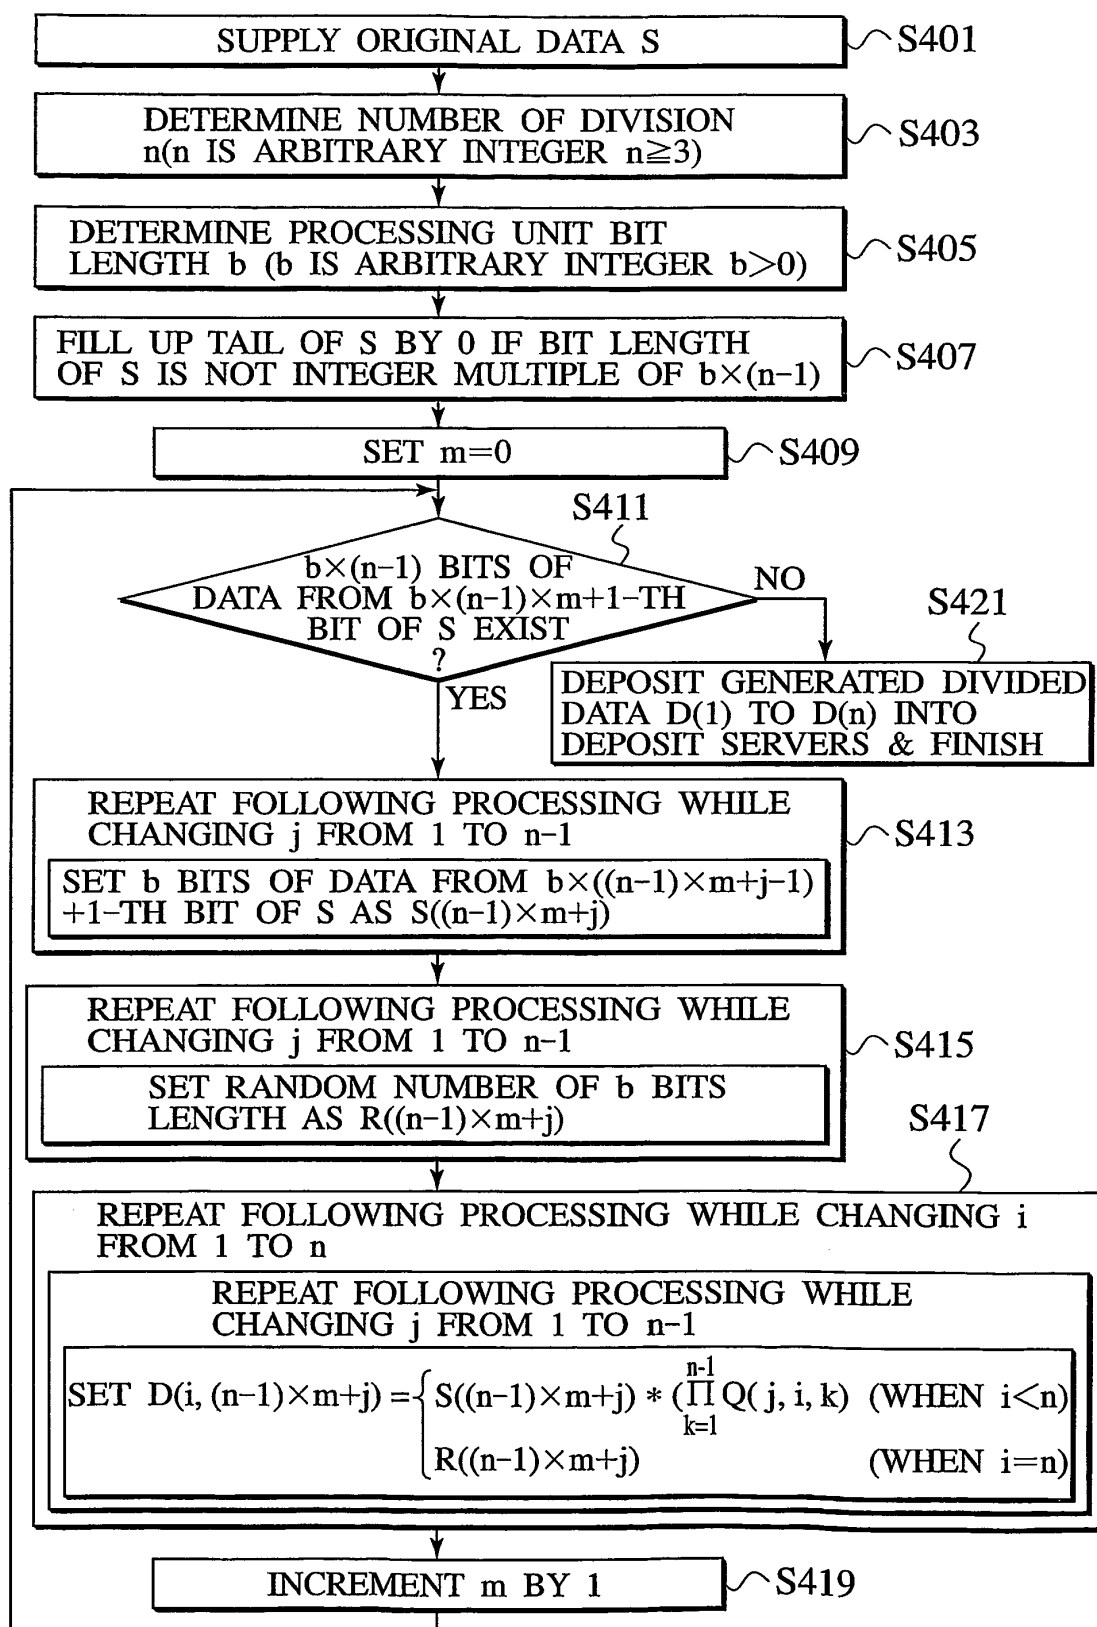 SUPPLY ORIGINAL DATA S
S401
DETERMINE NUMBER OF DIVISION
n(n IS ARBITRARY INTEGER n≧3)
S403
DETERMINE PROCESSING UNIT BIT
LENGTH b (b IS ARBITRARY INTEGER b>0)
S405
FILL UP TAIL OF S BY 0 IF BIT LENGTH
OF S IS NOT INTEGER MULTIPLE OF b×(n-1)
S407
SET m=0
S409
S411
b×(n-1) BITS OF
DATA FROM b×(n-1)×m+1-TH
BIT OF S EXIST
?
NO
YES
S421
DEPOSIT GENERATED DIVIDED
DATA D(1) TO D(n) INTO
DEPOSIT SERVERS & FINISH
REPEAT FOLLOWING PROCESSING WHILE
CHANGING j FROM 1 TO n-1
S413
SET b BITS OF DATA FROM b×((n-1)×m+j-1)
+1-TH BIT OF S AS S((n-1)×m+j)
REPEAT FOLLOWING PROCESSING WHILE
CHANGING j FROM 1 TO n-1
S415
SET RANDOM NUMBER OF b BITS
LENGTH AS R((n-1)×m+j)
S417
REPEAT FOLLOWING PROCESSING WHILE CHANGING i
FROM 1 TO n
REPEAT FOLLOWING PROCESSING WHILE
CHANGING j FROM 1 TO n-1
n-1
SET D(i, (n-1)×m+j) = { S((n-1)×m+j) * (∏ Q(j, i, k) (WHEN i<n)
k=1
R((n-1)×m+j) (WHEN i=n)
INCREMENT m BY 1
S419